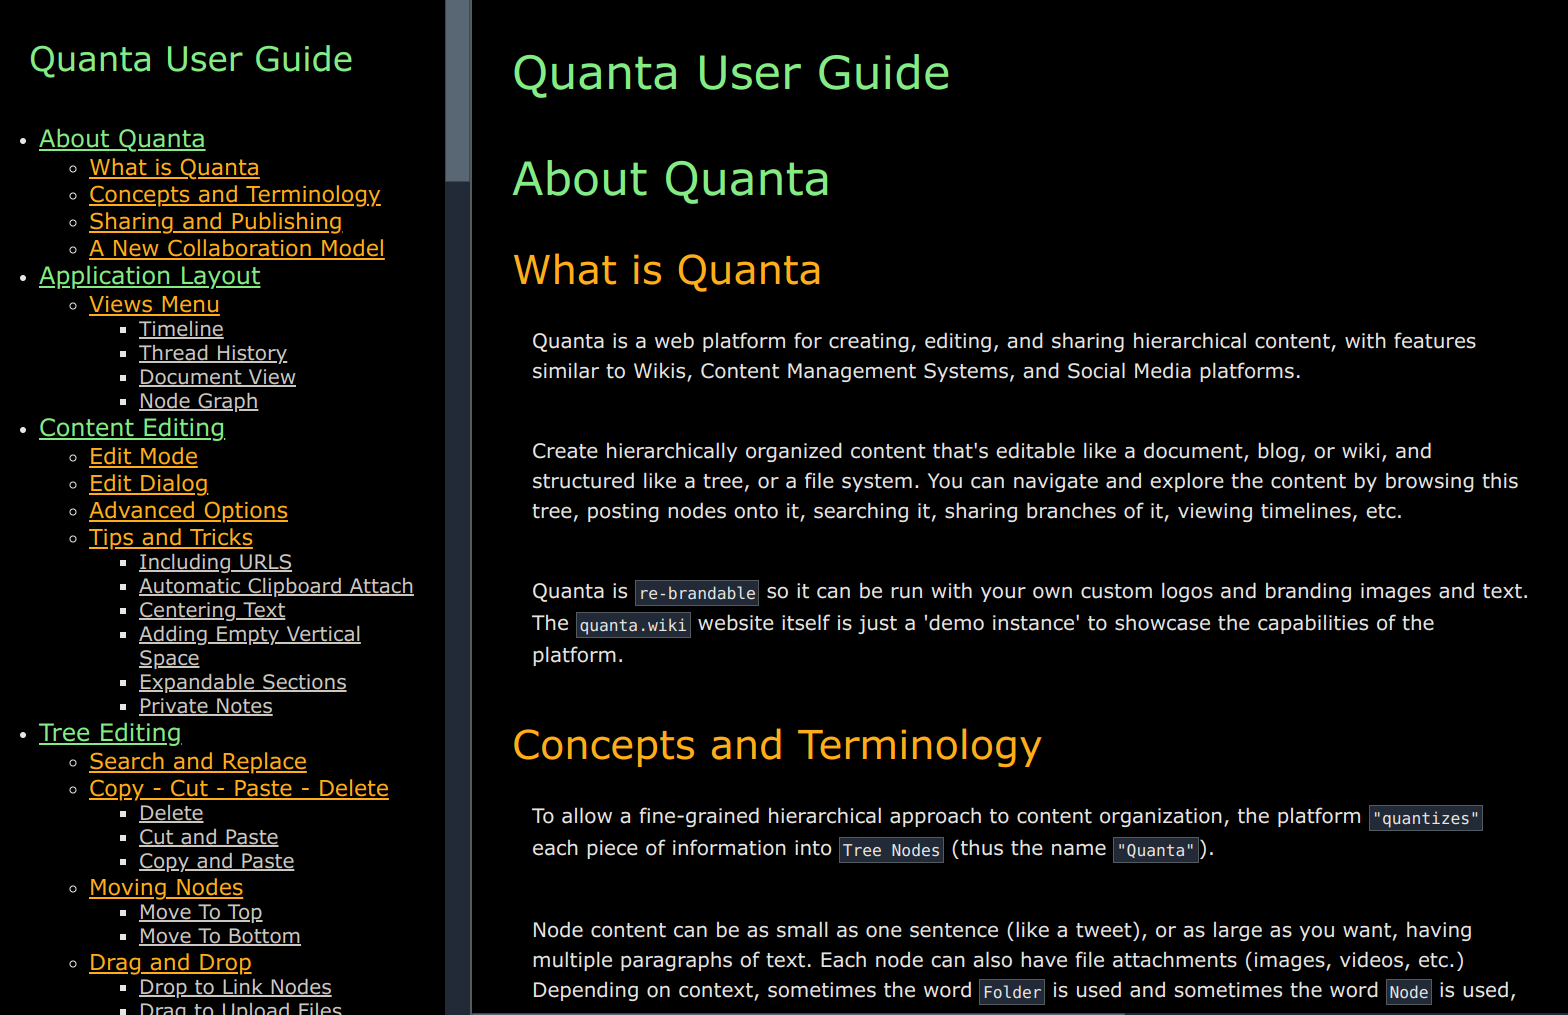 Quanta User Guide
About Quanta
What is Quanta
Concepts and Terminology
Sharing and Publishing
A New Collaboration Model
Application Layout
Views Menu
Timeline
Thread History
Document View
Node Graph
Content Editing
Edit Mode
Edit Dialog
Advanced Options
Tips and Tricks
Including URLS
Automatic Clipboard Attach
Centering Text
Adding Empty Vertical
Space
Expandable Sections
Private Notes
Tree Editing
Search and Replace
Copy - Cut - Paste - Delete
Delete
Cut and Paste
Copy and Paste
Moving Nodes
Move To Top
Move To Bottom
Drag and Drop
Drop to Link Nodes
Drag to Upload Files
Quanta User Guide
About Quanta
What is Quanta
Quanta is a web platform for creating, editing, and sharing hierarchical content, with features
similar to Wikis, Content Management Systems, and Social Media platforms.
Create hierarchically organized content that's editable like a document, blog, or wiki, and
structured like a tree, or a file system. You can navigate and explore the content by browsing this
tree, posting nodes onto it, searching it, sharing branches of it, viewing timelines, etc.
Quanta is re-brandable so it can be run with your own custom logos and branding images and text.
The quanta.wiki website itself is just a 'demo instance' to showcase the capabilities of the
platform.
Concepts and Terminology
To allow a fine-grained hierarchical approach to content organization, the platform "quantizes"
each piece of information into Tree Nodes (thus the name "Quanta").
Node content can be as small as one sentence (like a tweet), or as large as you want, having
multiple paragraphs of text. Each node can also have file attachments (images, videos, etc.)
Depending on context, sometimes the word Folder is used and sometimes the word Node is used,